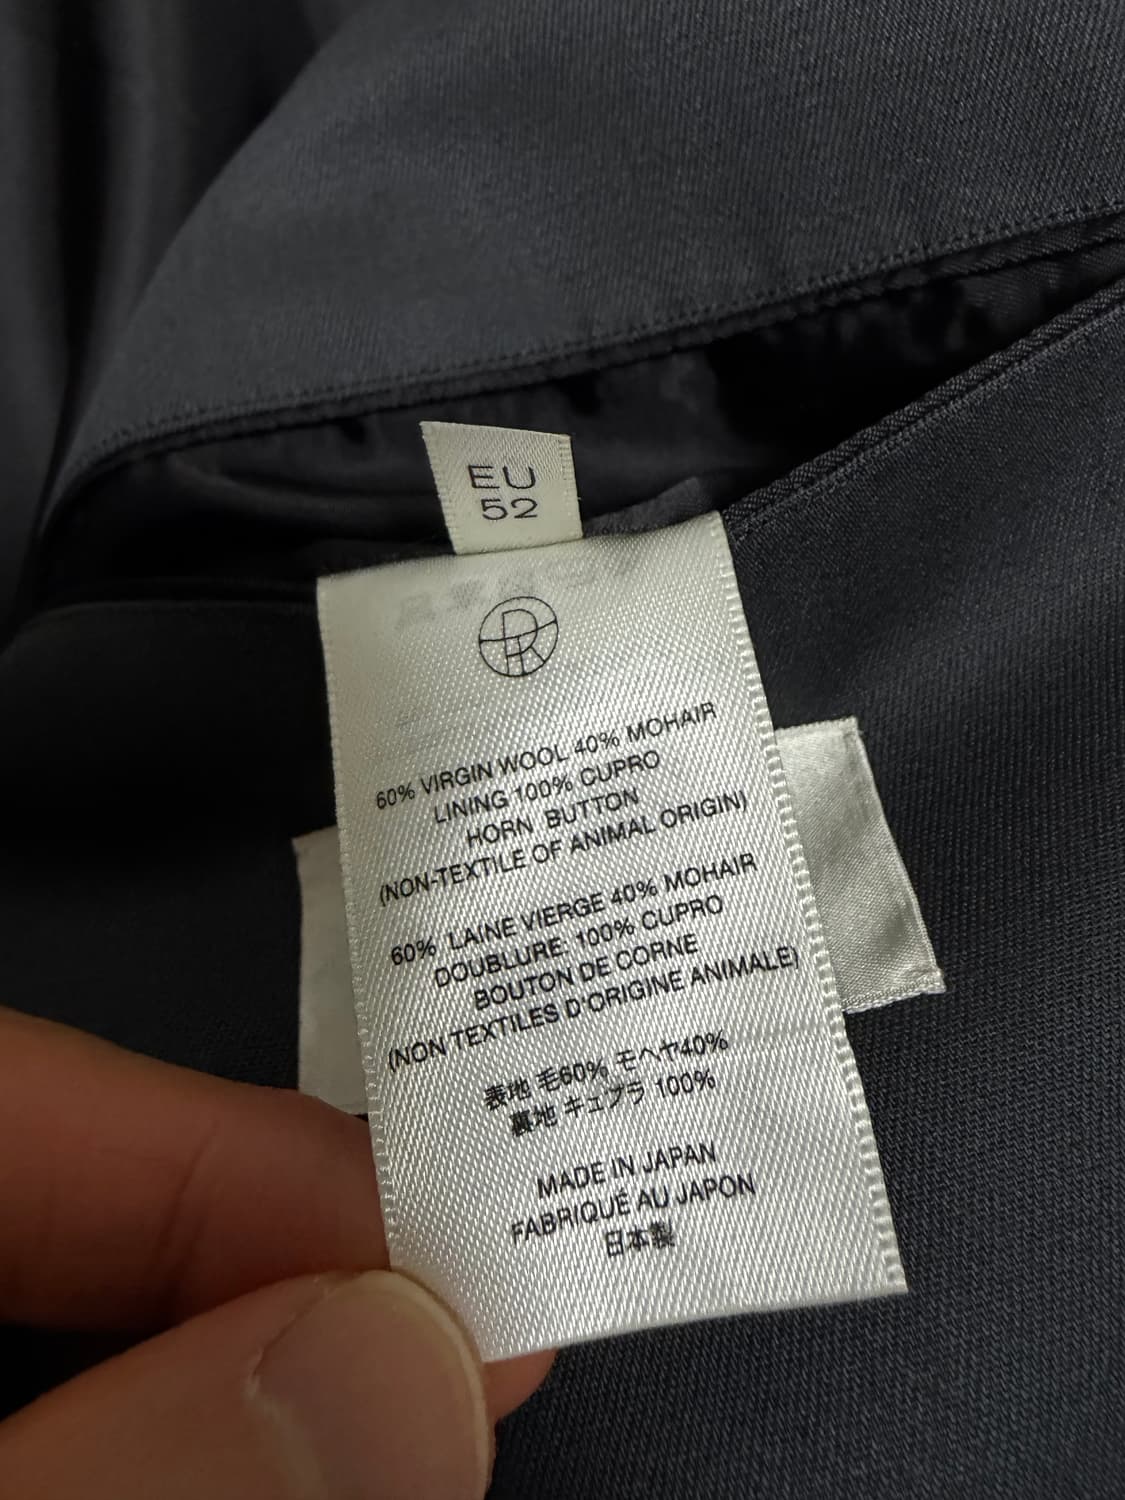 EU
52
60% VIRGIN WOOL 40% MOHAIR
LINING 100% CUPRO
HORN BUTTON
(NON-TEXTILE OF ANIMAL ORIGIN)
60% LAINE VIERGE 40% MOHAIR
DOUBLURE: 100% CUPRO
BOUTON DE CORNE
(NON TEXTILES D'ORIGINE ANIMALE)
表地 毛60% モヘヤ40%
裏地 キュプラ 100%
MADE IN JAPAN
FABRIQUÉ AU JAPON
日本製